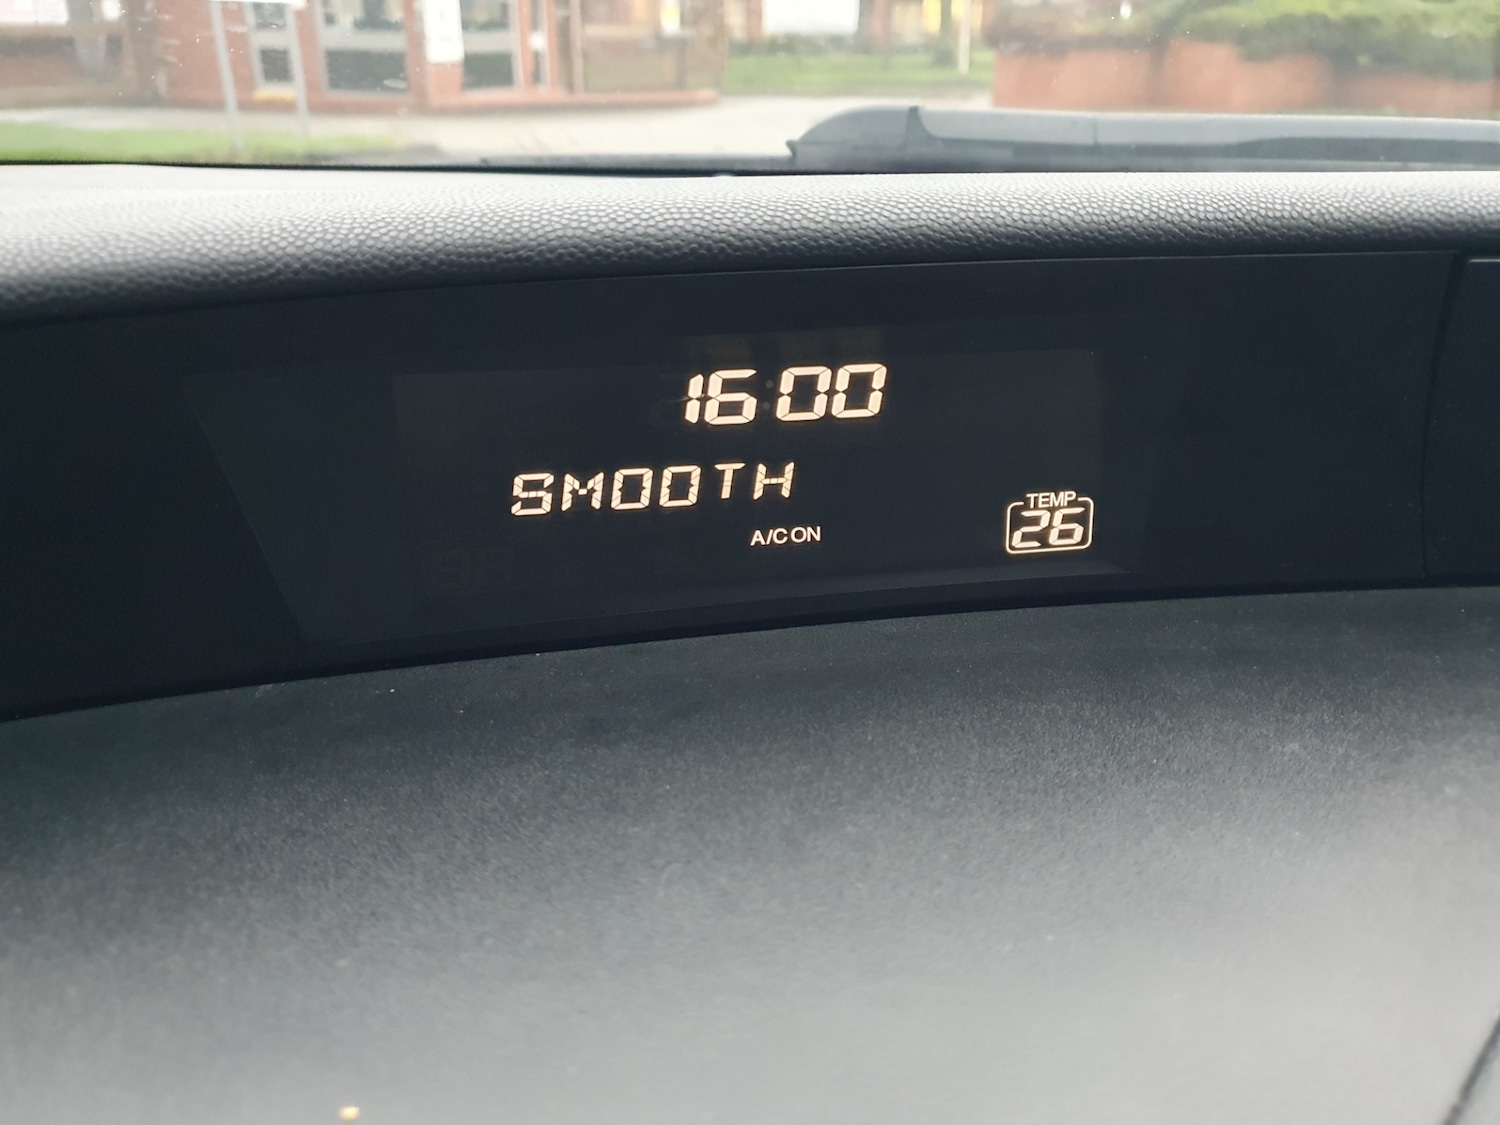 16:00
SMOOTH
A/C ON
TEMP
26